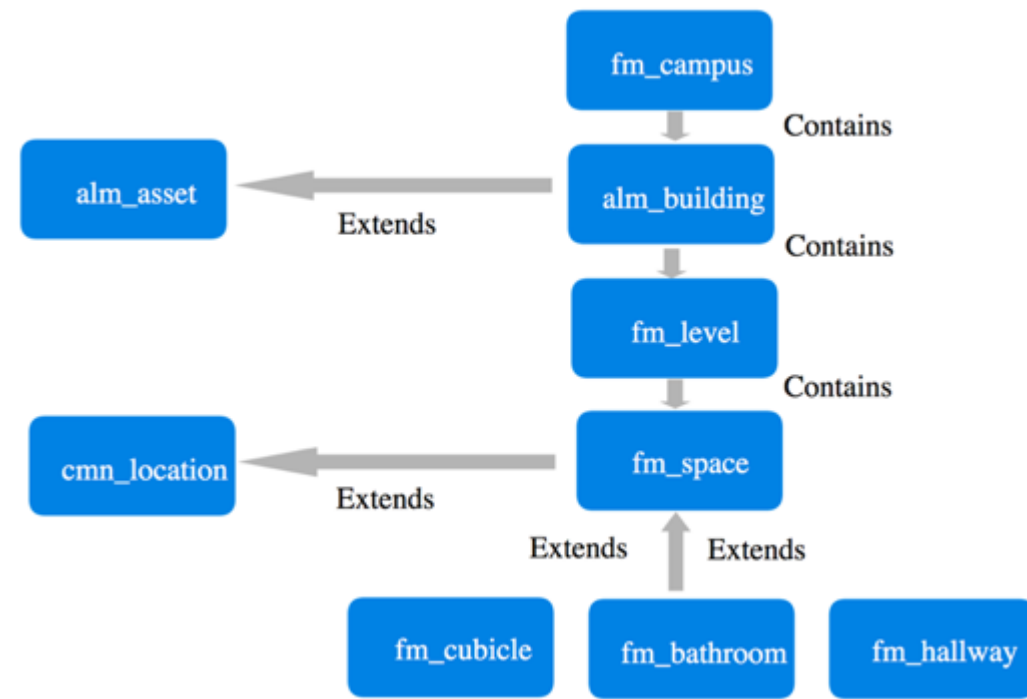 fm_campus
Contains
alm_asset
alm_building
Extends
Contains
fm_level
Contains
cmn_location
fm_space
Extends
Extends
Extends
fm_cubicle
fm_bathroom
fm_hallway